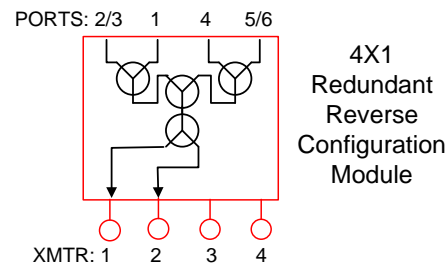 PORTS: 2/3 1 4 5/6
4X1
Redundant
Reverse
Configuration
Module
XMTR: 1 2 3 4